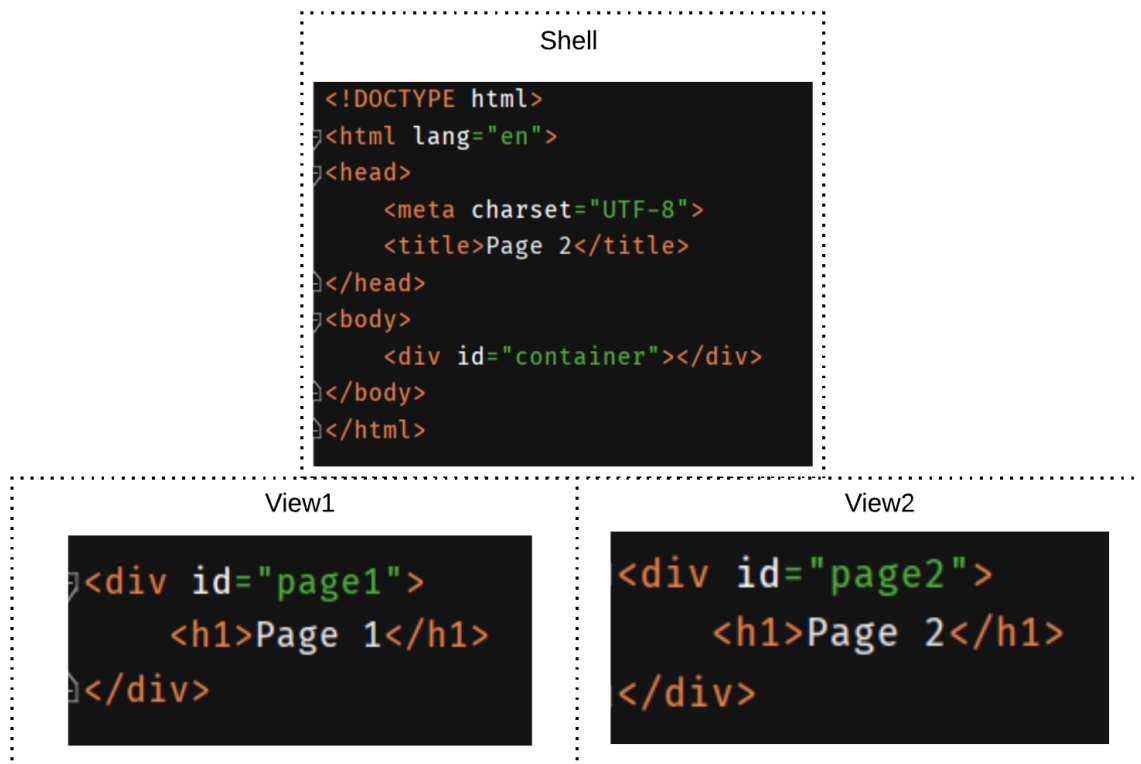 Shell
<!DOCTYPE html>
<html lang="en">
<head>
    <meta charset="UTF-8">
    <title>Page 2</title>
</head>
<body>
    <div id="container"></div>
</body>
</html>
View1
<div id="page1">
    <h1>Page 1</h1>
</div>
View2
<div id="page2">
    <h1>Page 2</h1>
</div>